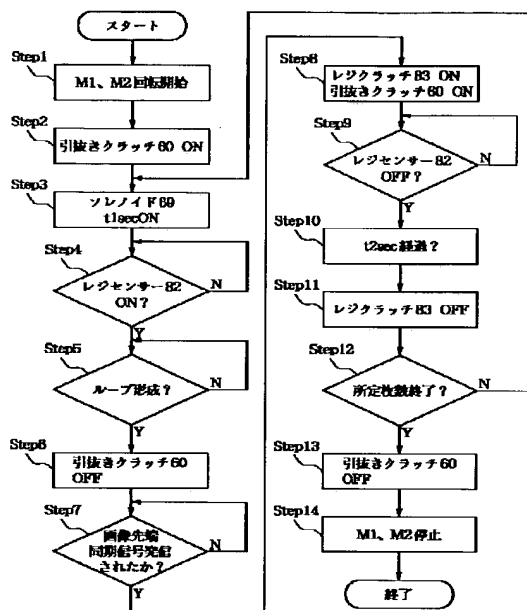 スタート
Step1
M1、M2回転開始
Step2
引抜きクラッチ60 ON
Step3
ソレノイド69
t1secON
Step4
レジセンサー82
ON？
N
Y
Step5
ループ形成？
N
Y
Step6
引抜きクラッチ60
OFF
Step7
画像先端
同期信号発信
されたか？
N
Y
Step8
レジクラッチ83 ON
引抜きクラッチ60 ON
Step9
レジセンサー82
OFF？
N
Y
Step10
t2sec経過？
Step11
レジクラッチ83 OFF
Step12
所定枚数終了？
N
Y
Step13
引抜きクラッチ60
OFF
Step14
M1、M2停止
終了